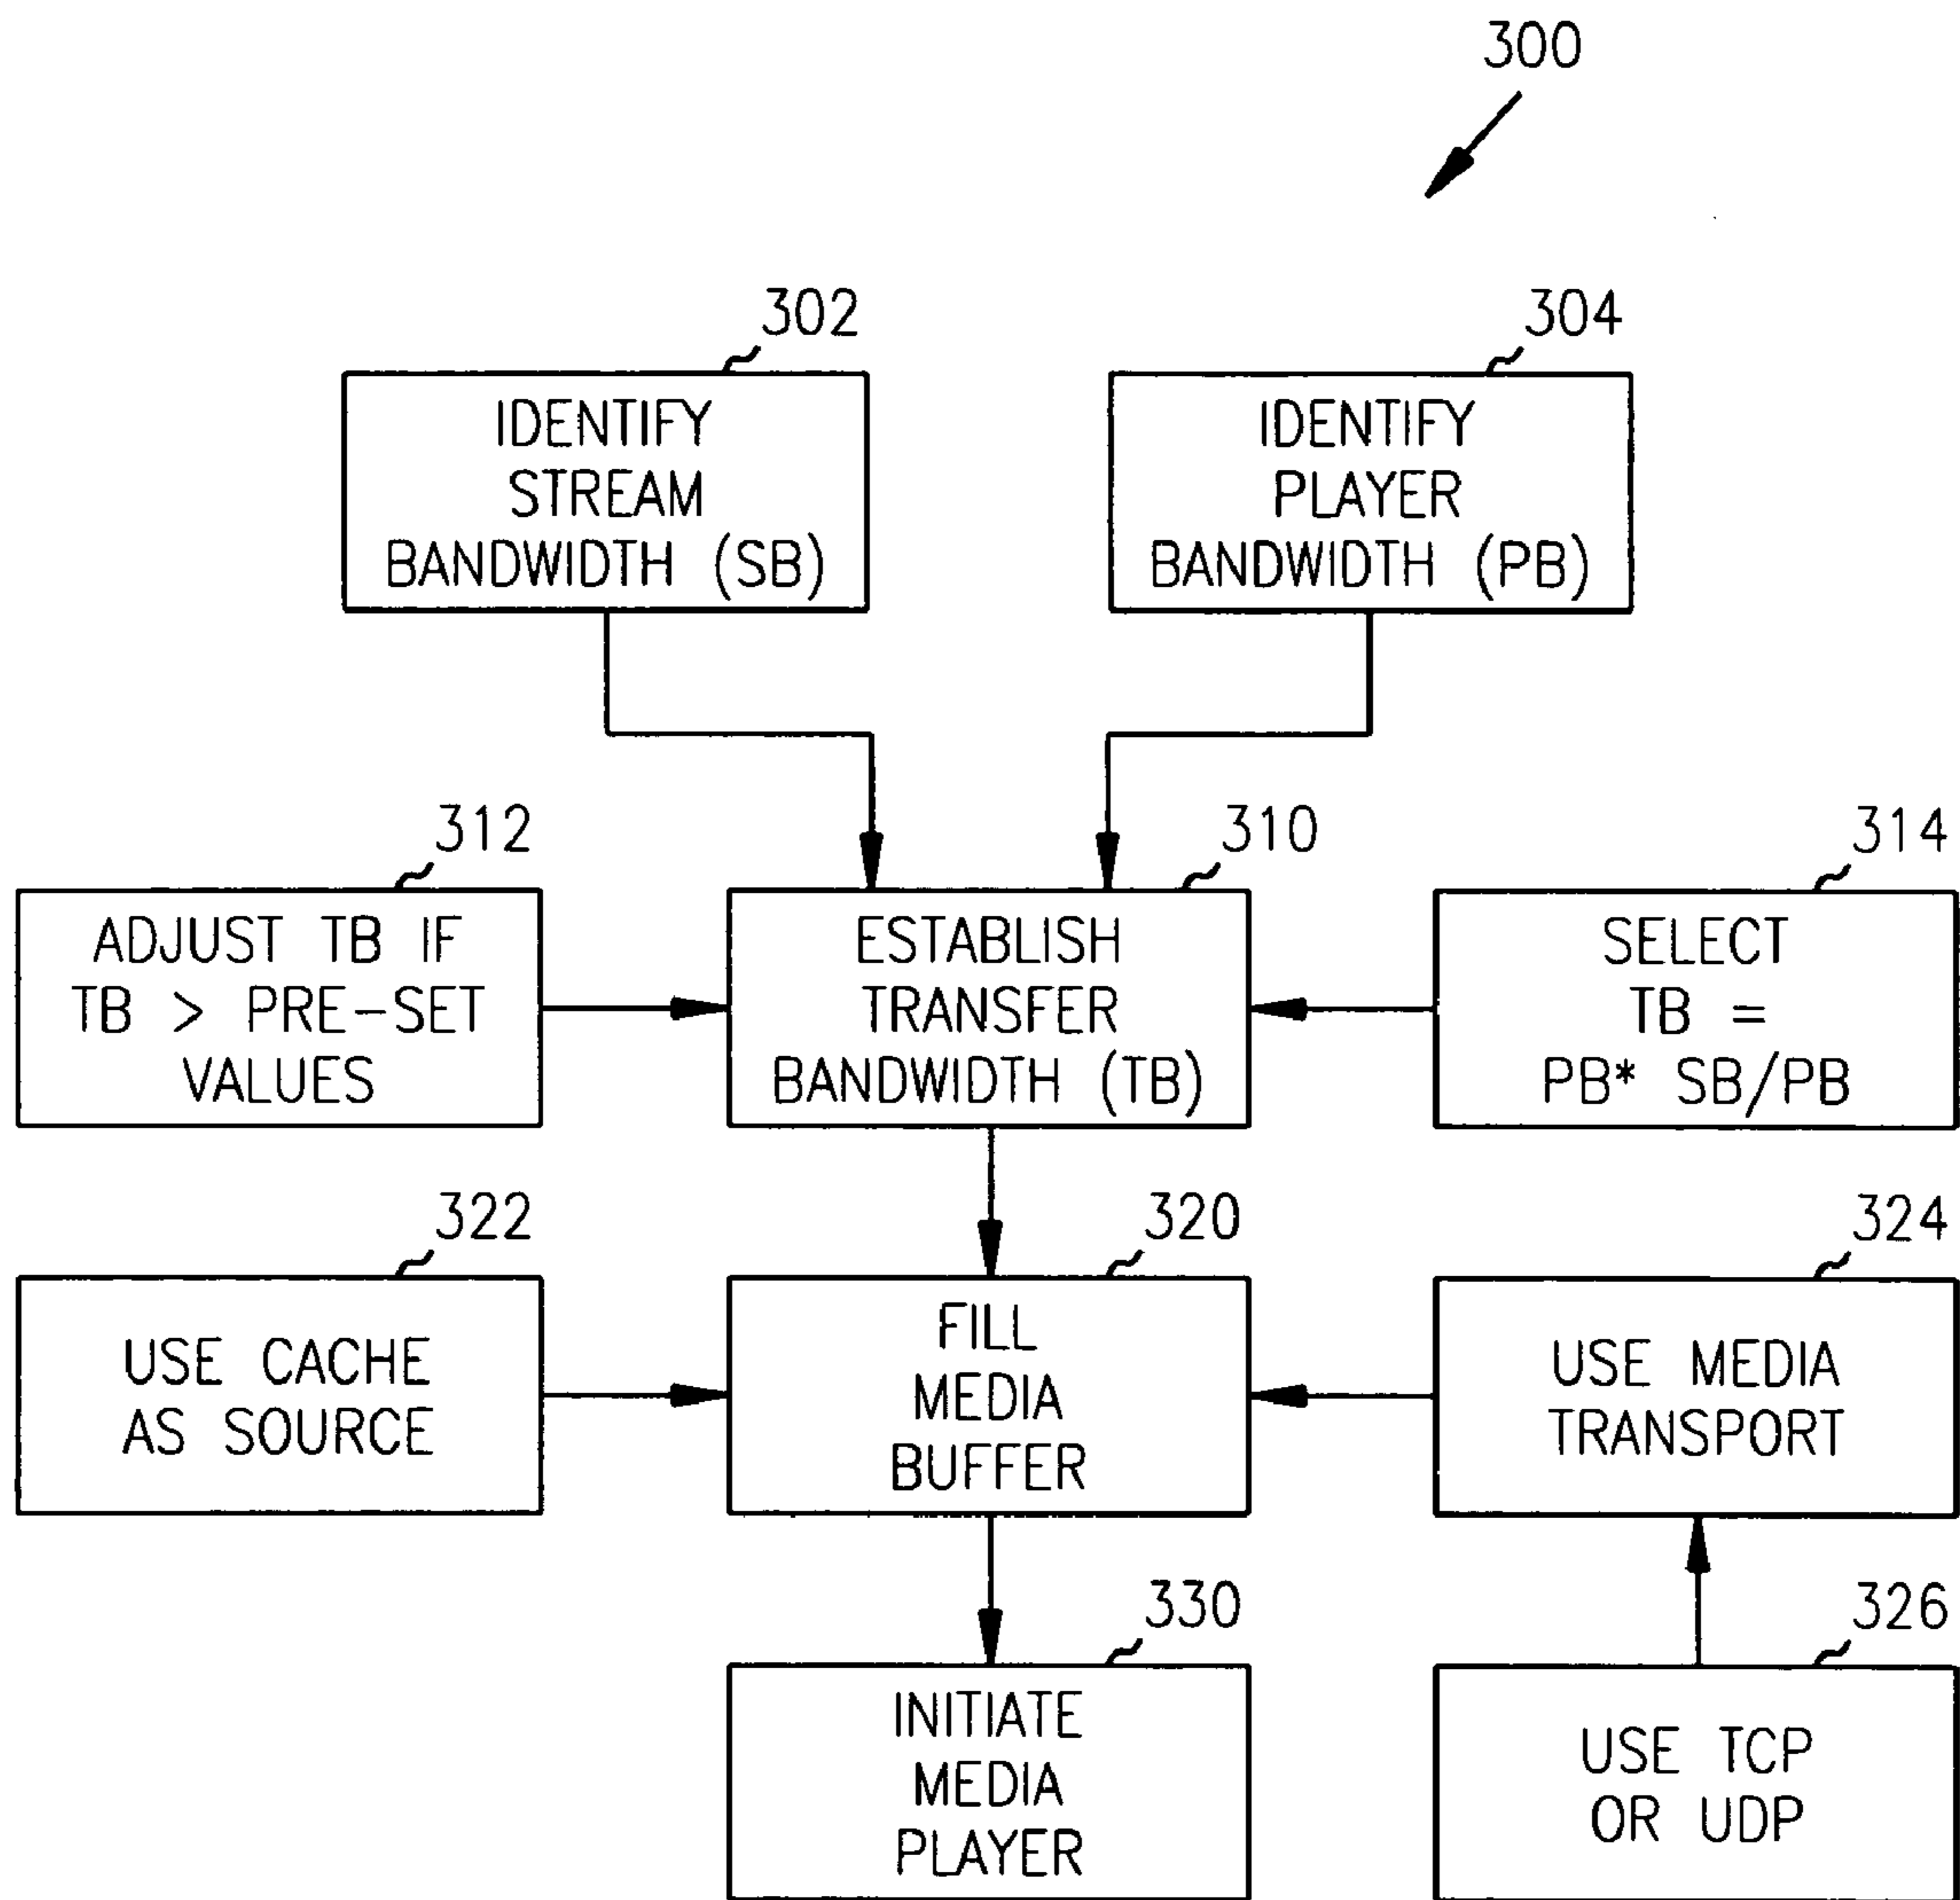 300
302
IDENTIFY
STREAM
BANDWIDTH (SB)
304
IDENTIFY
PLAYER
BANDWIDTH (PB)
312
ADJUST TB IF
TB > PRE-SET
VALUES
310
ESTABLISH
TRANSFER
BANDWIDTH (TB)
314
SELECT
TB =
PB* SB/PB
322
USE CACHE
AS SOURCE
320
FILL
MEDIA
BUFFER
324
USE MEDIA
TRANSPORT
330
INITIATE
MEDIA
PLAYER
326
USE TCP
OR UDP